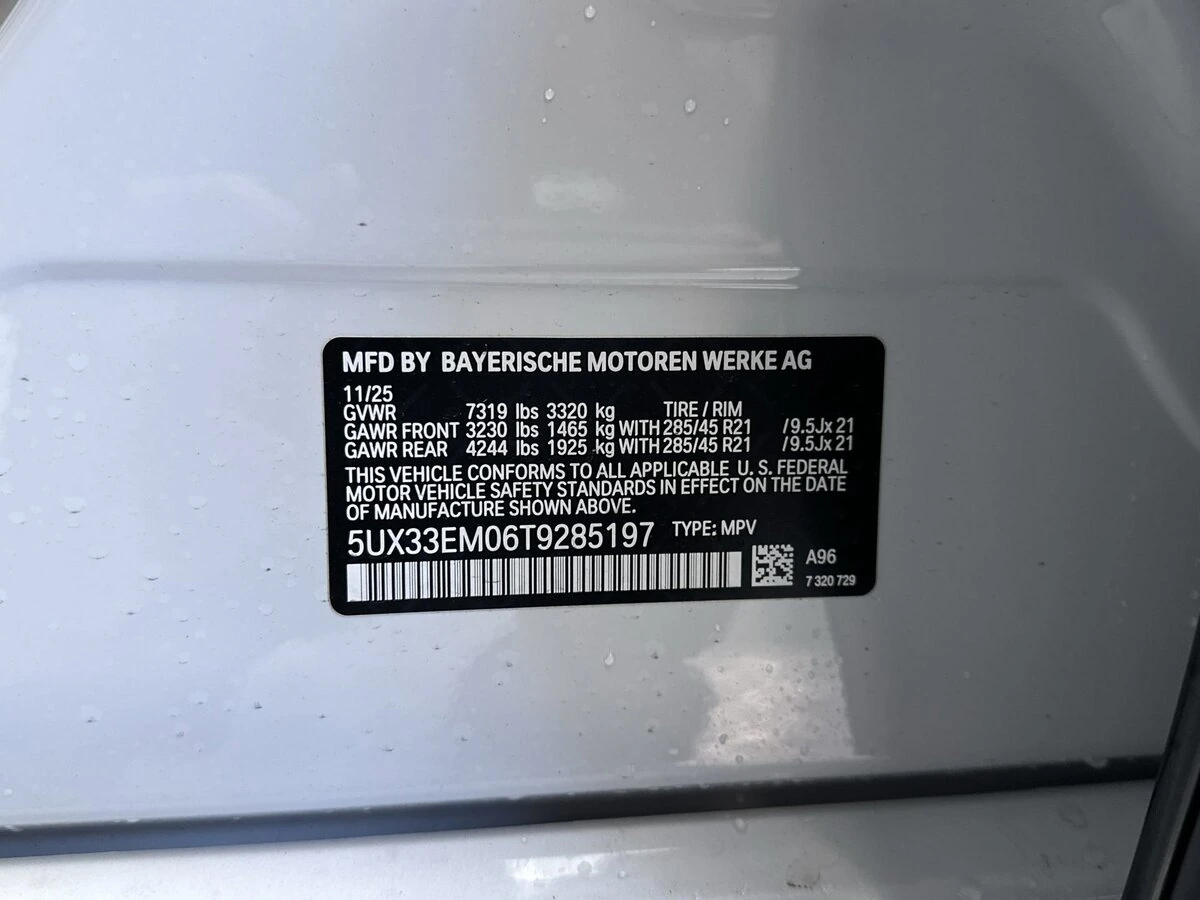 MFD BY BAYERISCHE MOTOREN WERKE AG
11/25
GVWR 7319 lbs 3320 kg TIRE / RIM
GAWR FRONT 3230 lbs 1465 kg WITH 285/45 R21 /9.5Jx 21
GAWR REAR 4244 lbs 1925 kg WITH 285/45 R21 /9.5Jx 21
THIS VEHICLE CONFORMS TO ALL APPLICABLE U. S. FEDERAL
MOTOR VEHICLE SAFETY STANDARDS IN EFFECT ON THE DATE
OF MANUFACTURE SHOWN ABOVE.
5UX33EM06T9285197 TYPE: MPV
A96
7 320 729